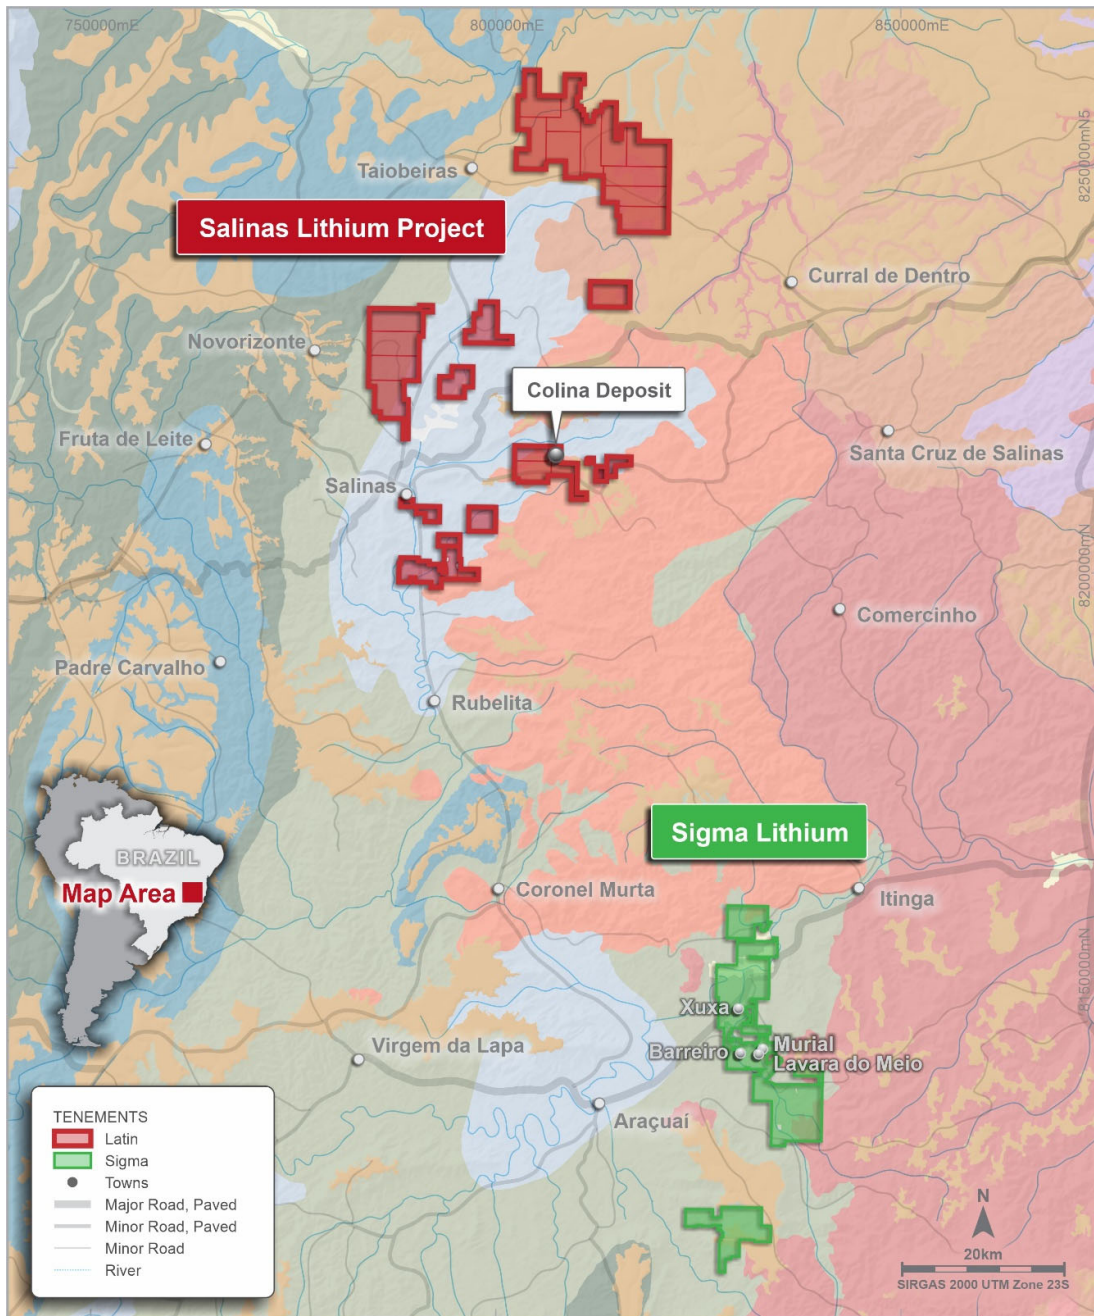 750000mE
800000mE
850000mE
8250000mN5
Taiobeiras
Salinas Lithium Project
Curral de Dentro
Novorizonte
Colina Deposit
Fruta de Leite
Santa Cruz de Salinas
Salinas
8200000mN
Comercinho
Padre Carvalho
Rubelita
Sigma Lithium
BRAZIL
Map Area
Coronel Murta
Itinga
8150000mN
Xuxa
Murial
Barreiro
Lavara do Meio
Virgem da Lapa
Araçuaí
TENEMENTS
Latin
Sigma
Towns
Major Road, Paved
Minor Road, Paved
Minor Road
River
N
20km
SIRGAS 2000 UTM Zone 23S